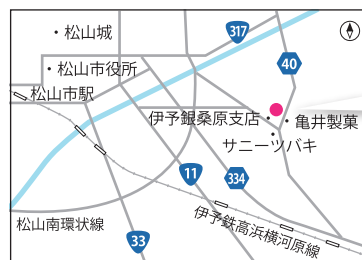 ・松山城
317
・松山市役所
40
松山市駅
伊予銀桑原支店・
・亀井製菓
サニーツバキ
11
334
松山南環状線
伊予鉄高浜横河原線
33